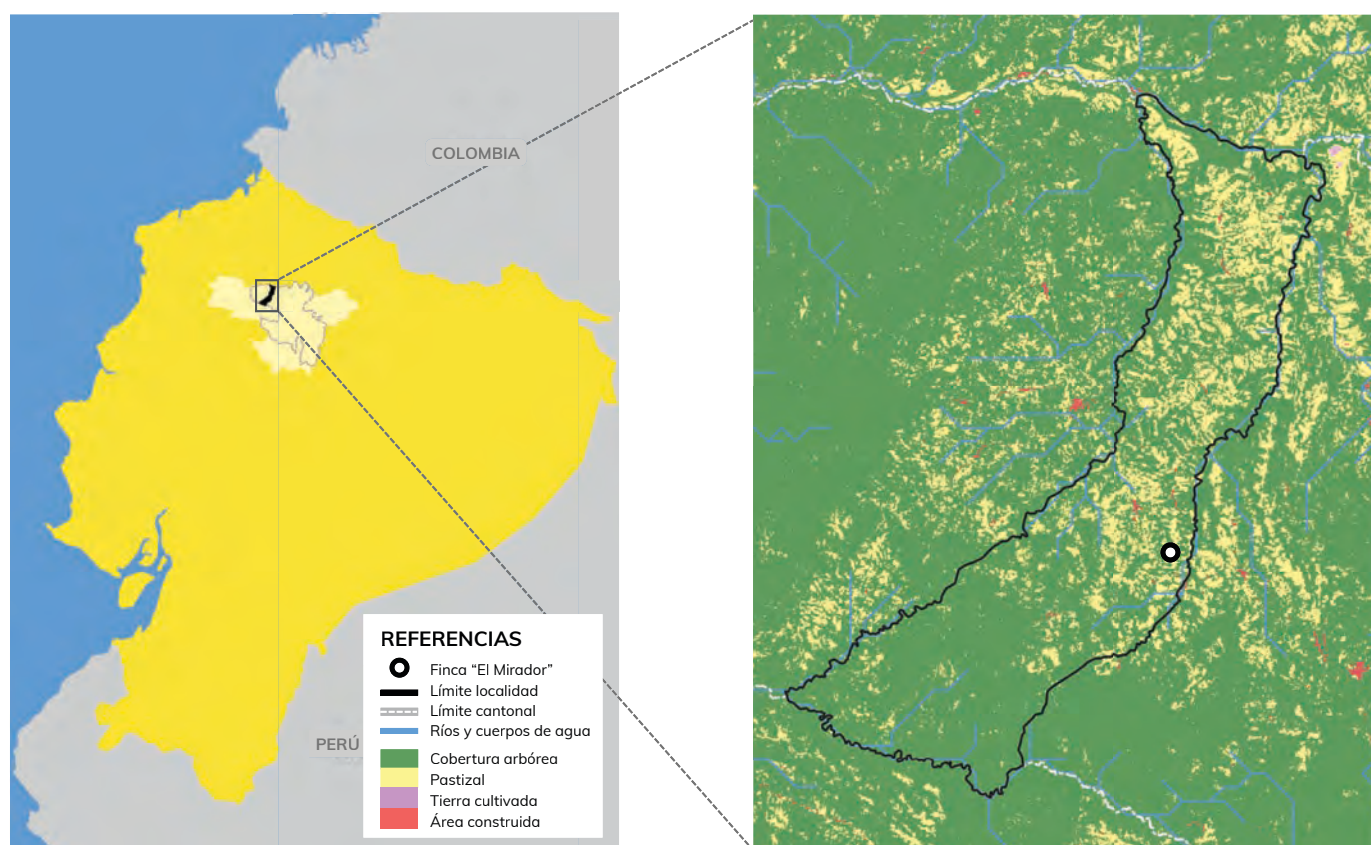 COLOMBIA
PERÚ
REFERENCIAS
Finca “El Mirador”
Límite localidad
Límite cantonal
Ríos y cuerpos de agua
Cobertura arbórea
Pastizal
Tierra cultivada
Área construida